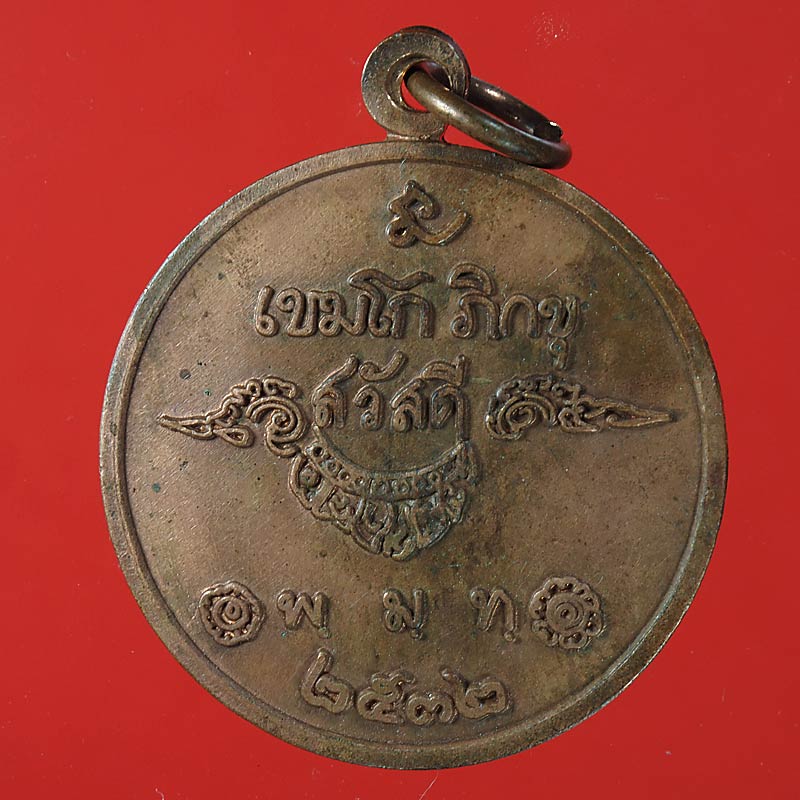 เขมโก ภิกขุ
สวัสดี
พฺ มฺ ทฺ
๒๕๓๒